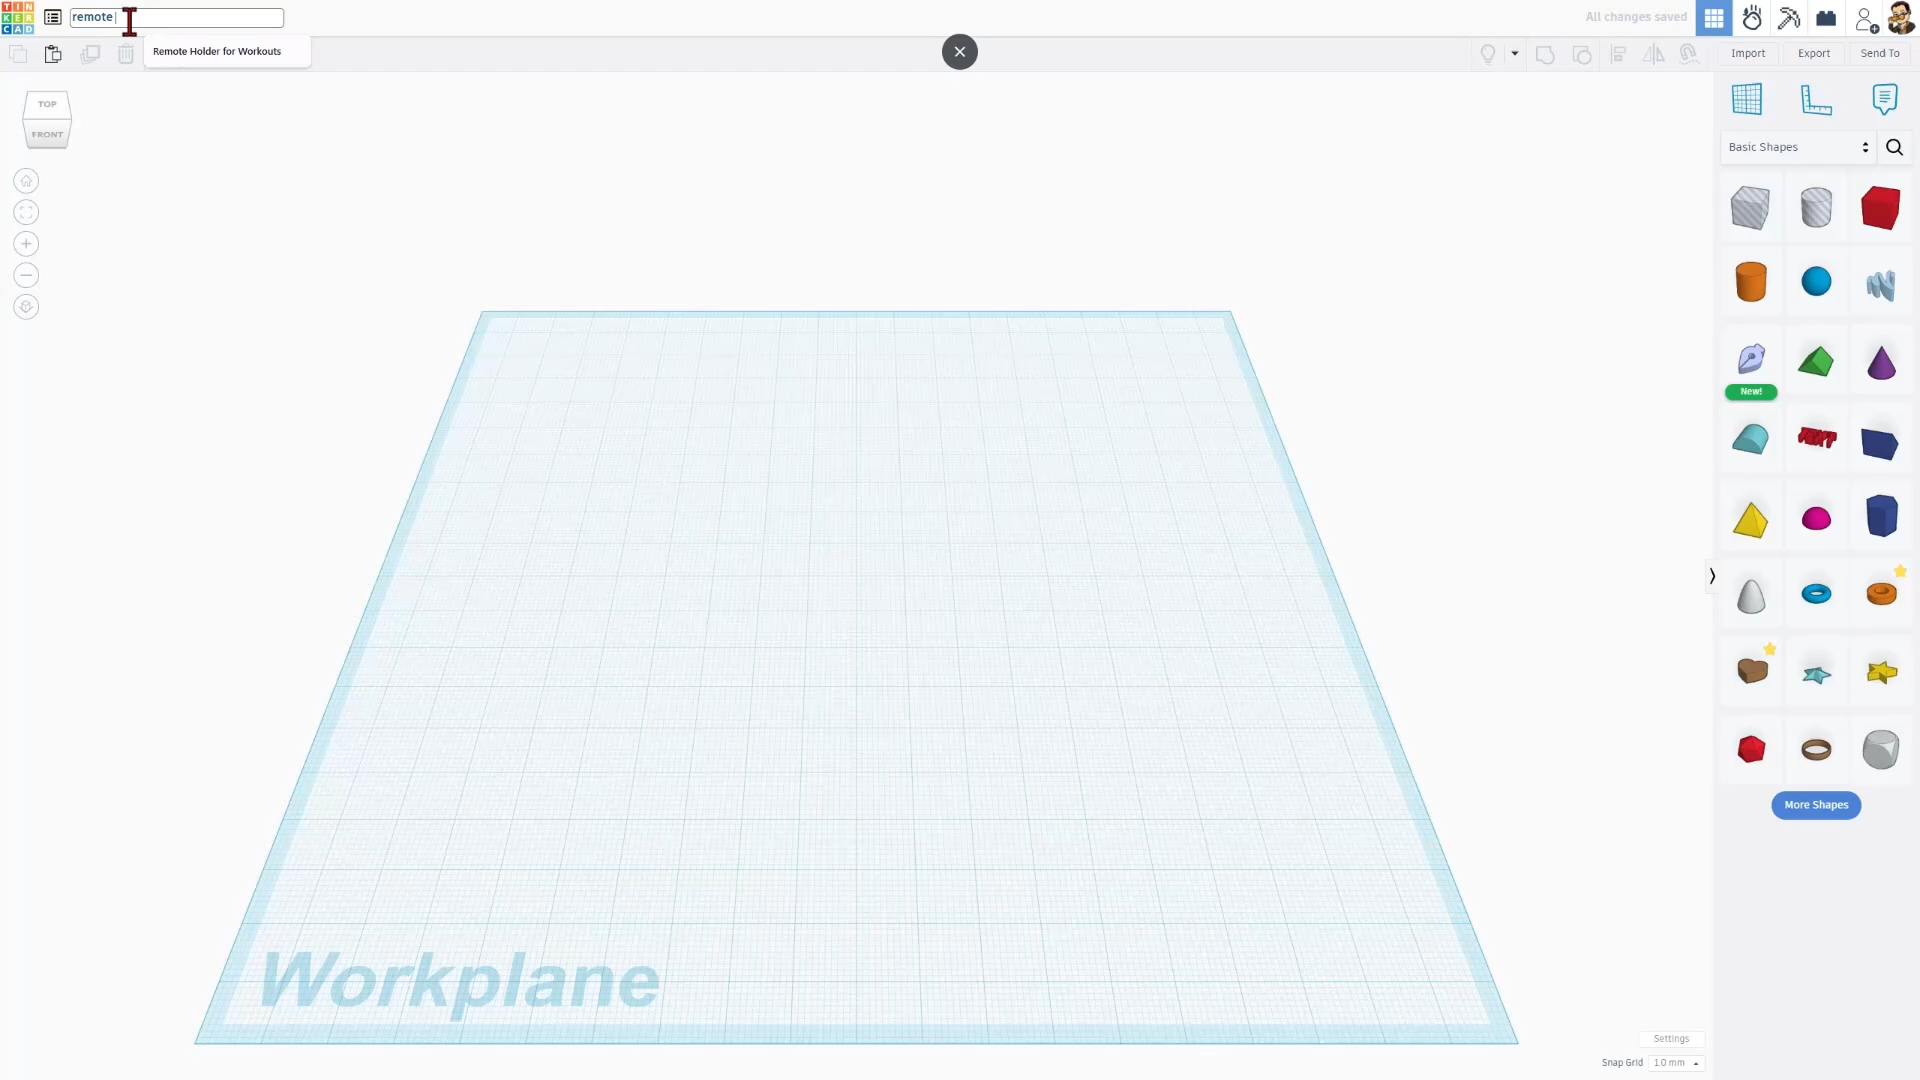 TIN
KER
CAD
remote
All changes saved
Remote Holder for Workouts
Import
Export
Send To
TOP
FRONT
Basic Shapes
New!
TEXT
More Shapes
Workplane
Settings
Snap Grid 1.0 mm